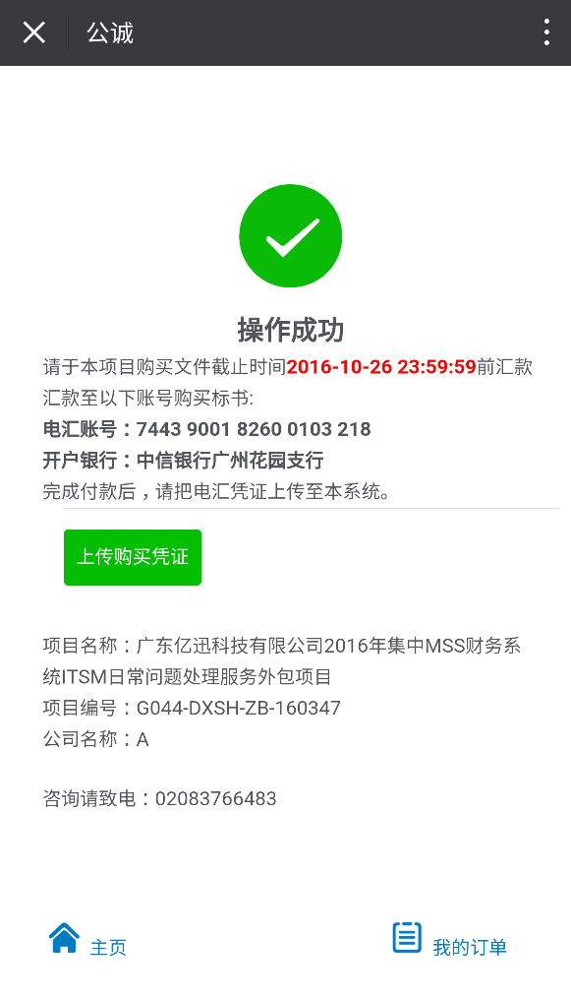 公诚
操作成功
请于本项目购买文件截止时间2016-10-26 23:59:59前汇款
汇款至以下账号购买标书:
电汇账号：7443 9001 8260 0103 218
开户银行：中信银行广州花园支行
完成付款后，请把电汇凭证上传至本系统。
上传购买凭证
项目名称：广东亿迅科技有限公司2016年集中MSS财务系
统ITSM日常问题处理服务外包项目
项目编号：G044-DXSH-ZB-160347
公司名称：A
咨询请致电：02083766483
主页
我的订单